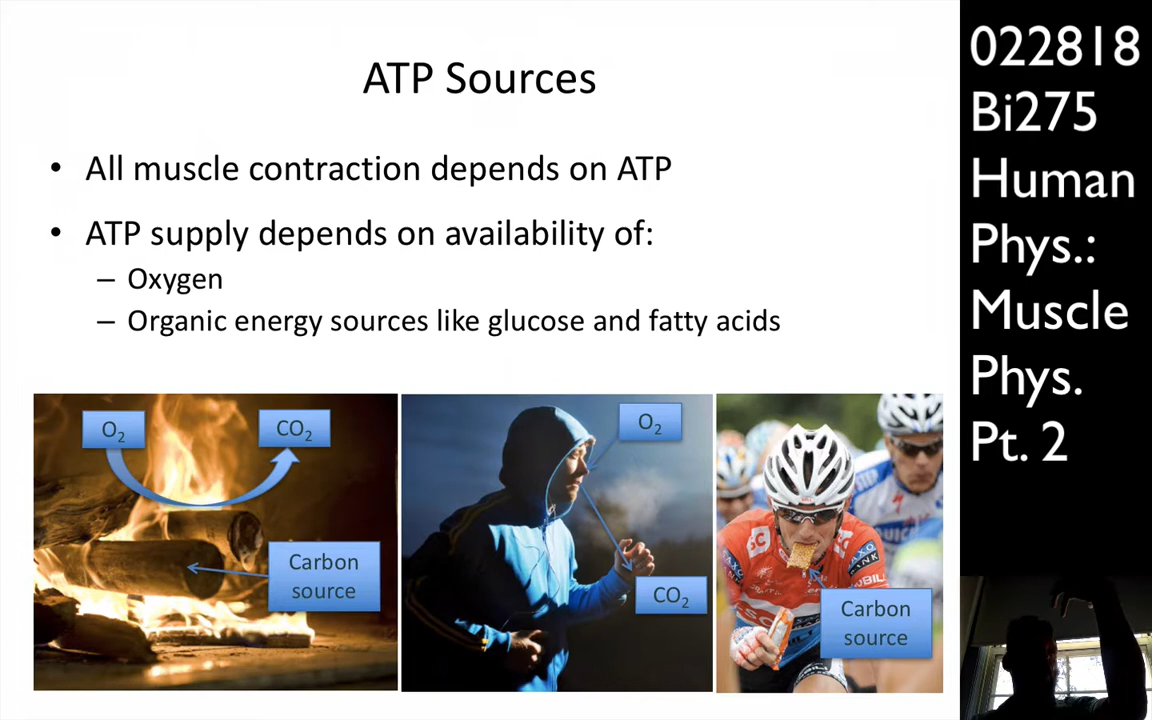 ATP Sources
• All muscle contraction depends on ATP
• ATP supply depends on availability of:
– Oxygen
– Organic energy sources like glucose and fatty acids
O₂
CO₂
Carbon
source
O₂
CO₂
Carbon
source
022818
Bi275
Human
Phys.:
Muscle
Phys.
Pt. 2